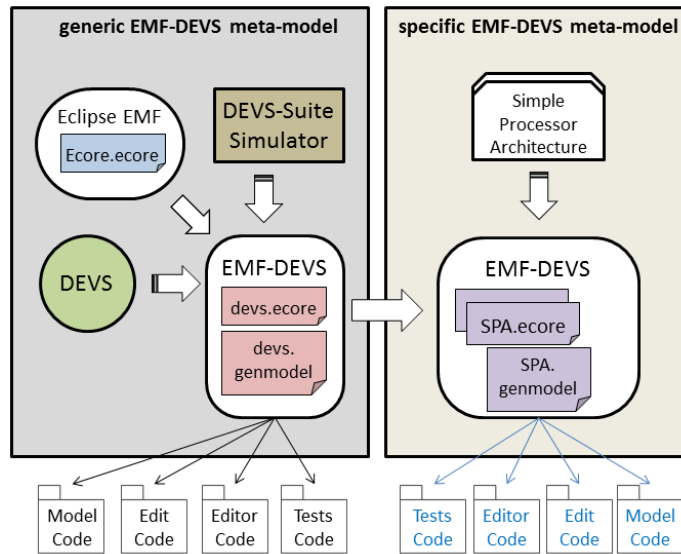 generic EMF-DEVS meta-model
Eclipse EMF
Ecore.ecore
DEVS-Suite
Simulator
DEVS
EMF-DEVS
devs.ecore
devs.
genmodel
specific EMF-DEVS meta-model
Simple
Processor
Architecture
EMF-DEVS
SPA.ecore
SPA.
genmodel
Model
Code
Edit
Code
Editor
Code
Tests
Code
Tests
Code
Editor
Code
Edit
Code
Model
Code